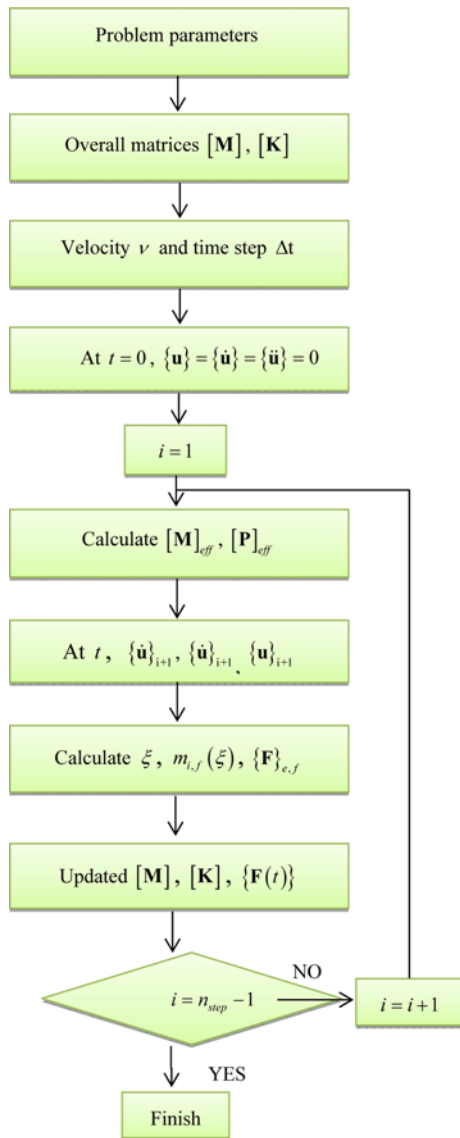 Problem parameters
Overall matrices [M], [K]
Velocity ν and time step Δt
At t = 0, {u} = {u̇} = {ü} = 0
i = 1
Calculate [M]eff, [P]eff
At t, {u̇}i+1, {u̇}i+1, {u}i+1
Calculate ξ, mi,f(ξ), {F}e,f
Updated [M], [K], {F(t)}
NO
i = nstep − 1
i = i + 1
YES
Finish